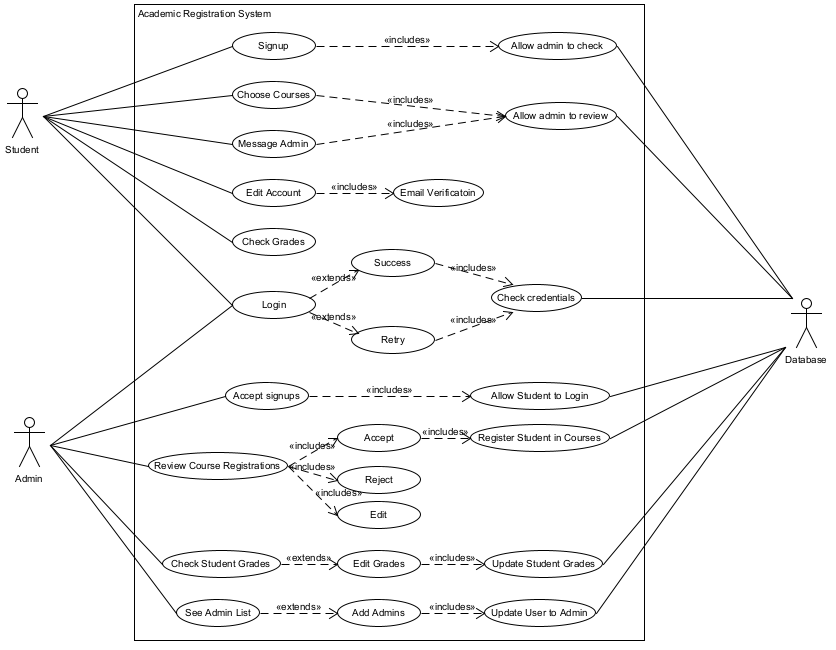 Academic Registration System
Signup
«includes»
Allow admin to check
Choose Courses
«includes»
Allow admin to review
Student
Message Admin
«includes»
Edit Account
«includes»
Email Verificatoin
Check Grades
Success
«includes»
«extends»
Login
Check credentials
«extends»
«includes»
Retry
Database
Accept signups
«includes»
Allow Student to Login
Accept
«includes»
Register Student in Courses
«includes»
Review Course Registrations
«includes»
Admin
Reject
«includes»
Edit
Check Student Grades
«extends»
Edit Grades
«includes»
Update Student Grades
See Admin List
«extends»
Add Admins
«includes»
Update User to Admin